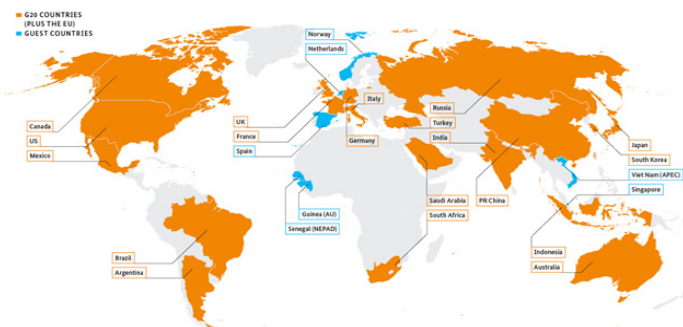 G20 COUNTRIES
(PLUS THE EU)
GUEST COUNTRIES
Norway
Netherlands
Canada
US
Mexico
UK
France
Spain
Italy
Germany
Russia
Turkey
India
Japan
South Korea
Viet Nam (APEC)
Singapore
Guinea (AU)
Senegal (NEPAD)
Saudi Arabia
South Africa
PR China
Brazil
Argentina
Indonesia
Australia